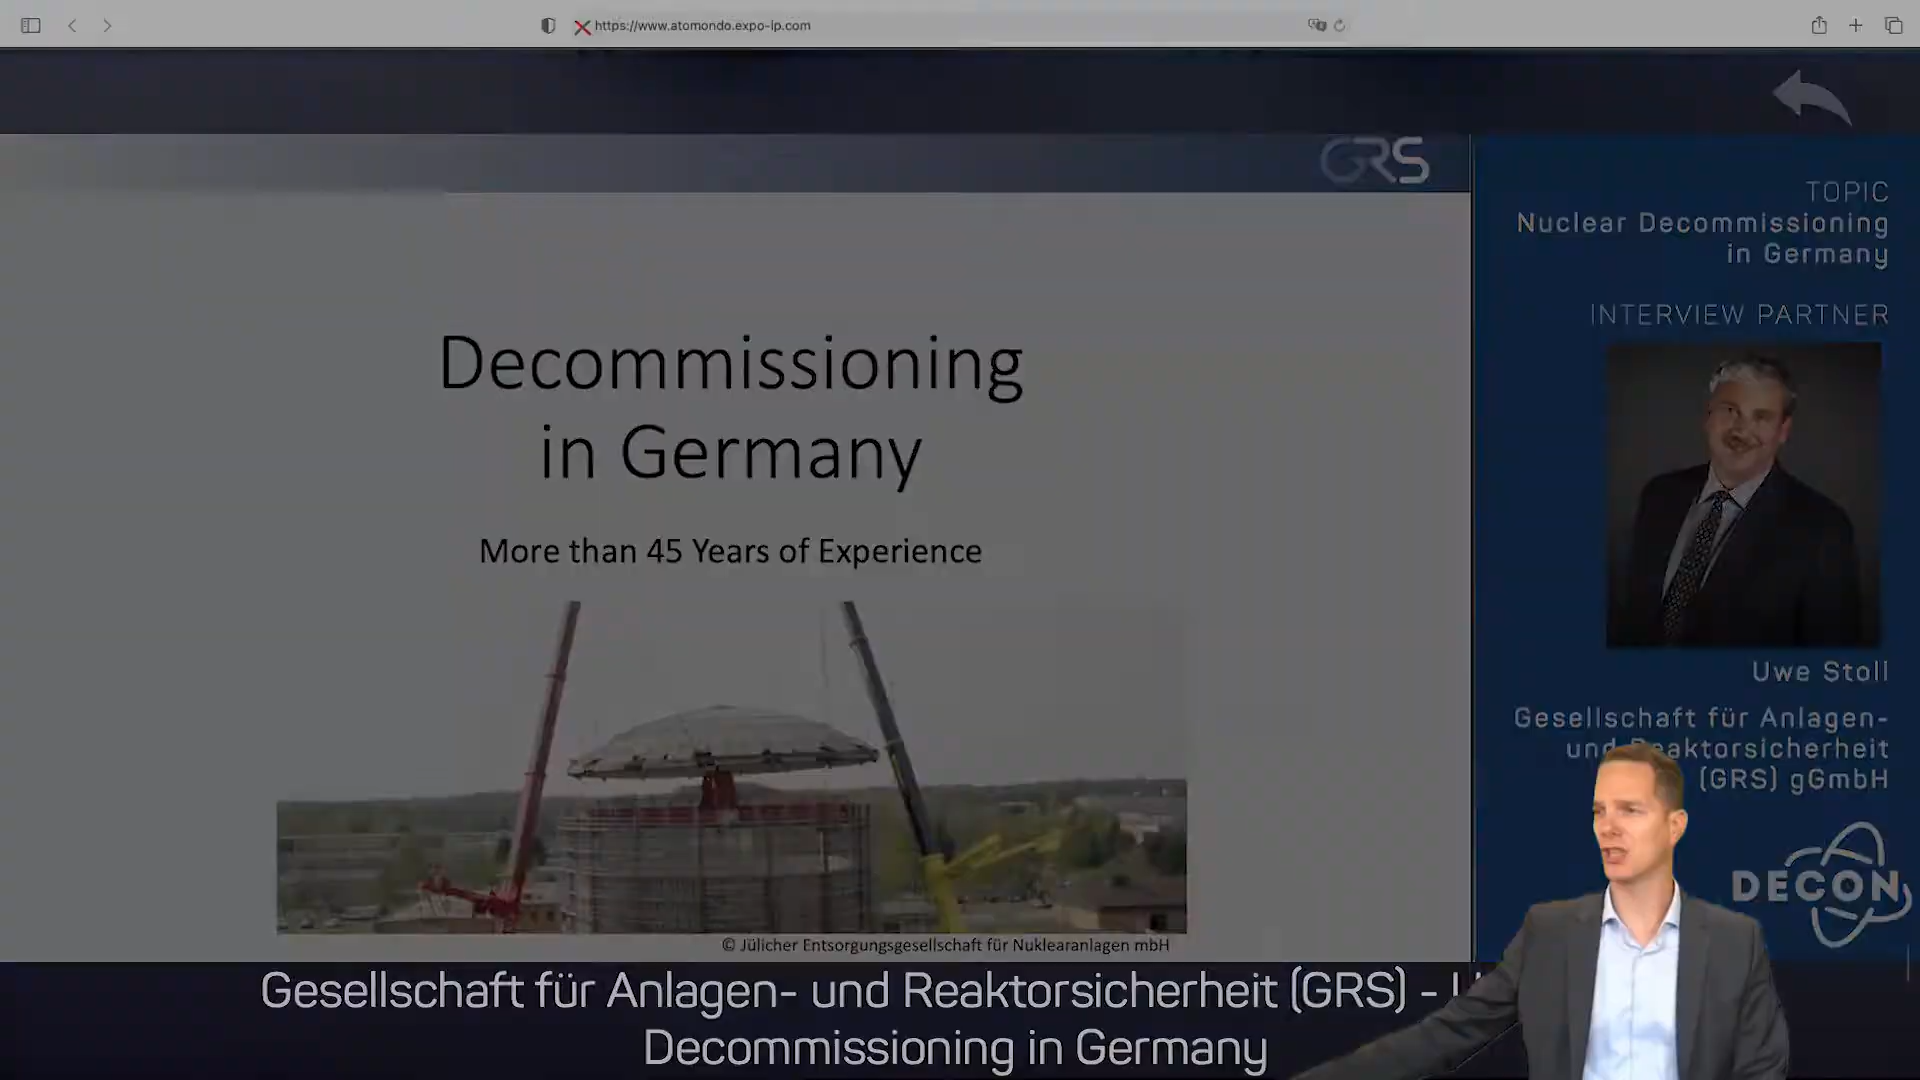 https://www.atomondo.expo-ip.com
GRS
TOPIC
Nuclear Decommissioning
in Germany
INTERVIEW PARTNER
Decommissioning
in Germany
More than 45 Years of Experience
Uwe Stoll
Gesellschaft für Anlagen-
und Reaktorsicherheit
(GRS) gGmbH
DECON
© Jülicher Entsorgungsgesellschaft für Nuklearanlagen mbH
Gesellschaft für Anlagen- und Reaktorsicherheit (GRS) -
Decommissioning in Germany